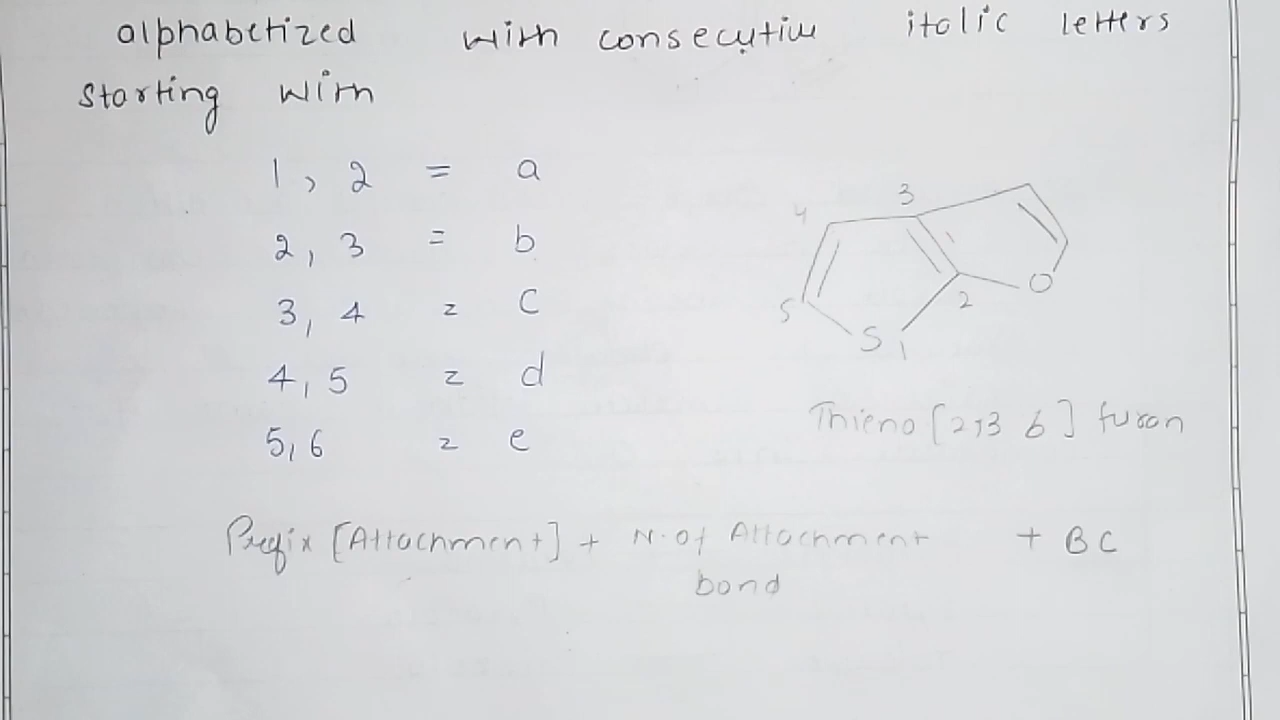 alphabetized with consecutive italic letters
starting with
1, 2 = a
2, 3 = b
3, 4 = C
4, 5 = d
5, 6 = e
3
4
O
2
5
S 1
Thieno [2,3 b] furan
Prefix [Attachment] + N. of Attachment + BC
bond